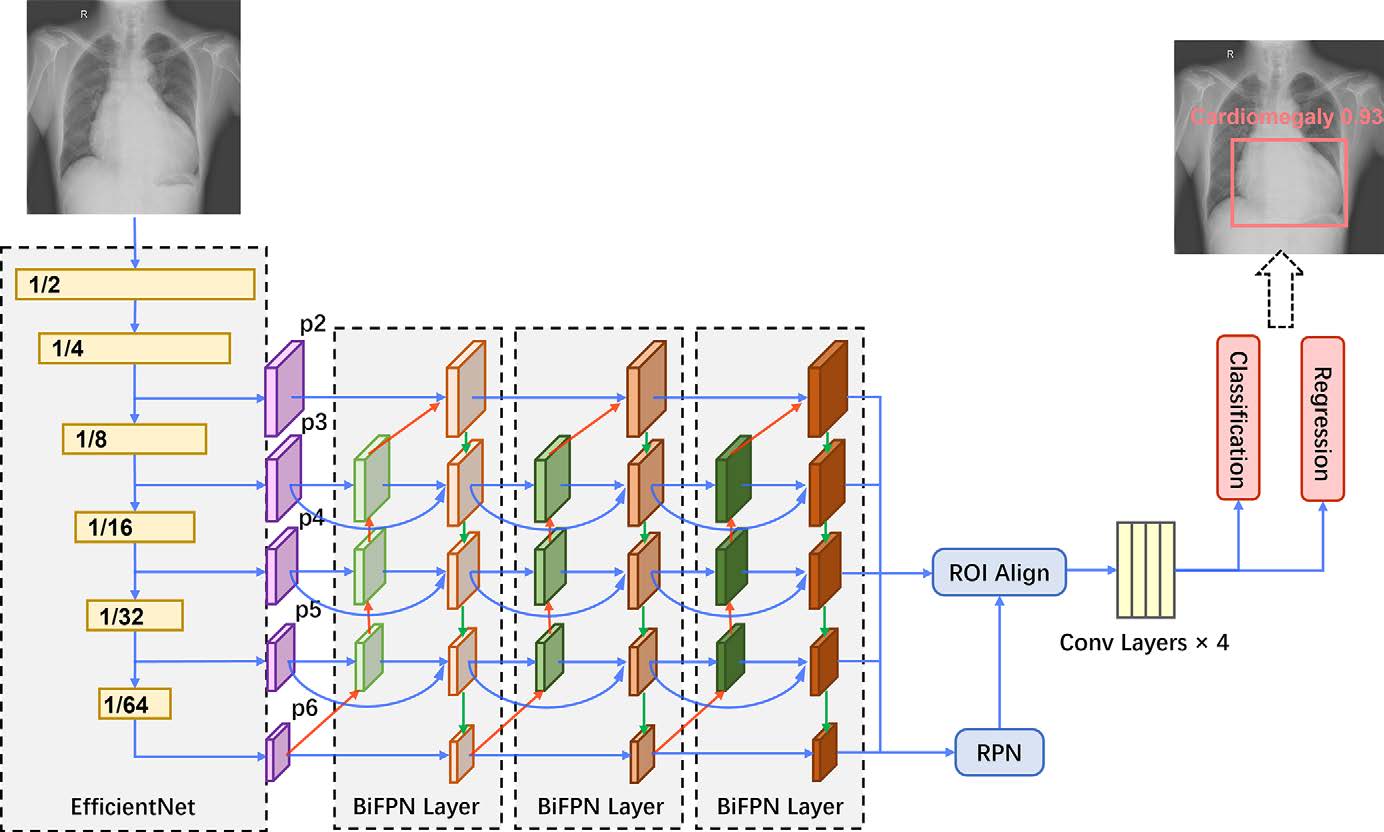 R
R
Cardiomegaly 0.93
1/2
1/4
1/8
1/16
1/32
1/64
EfficientNet
p2
p3
p4
p5
p6
BiFPN Layer
BiFPN Layer
BiFPN Layer
ROI Align
RPN
Conv Layers × 4
Classification
Regression